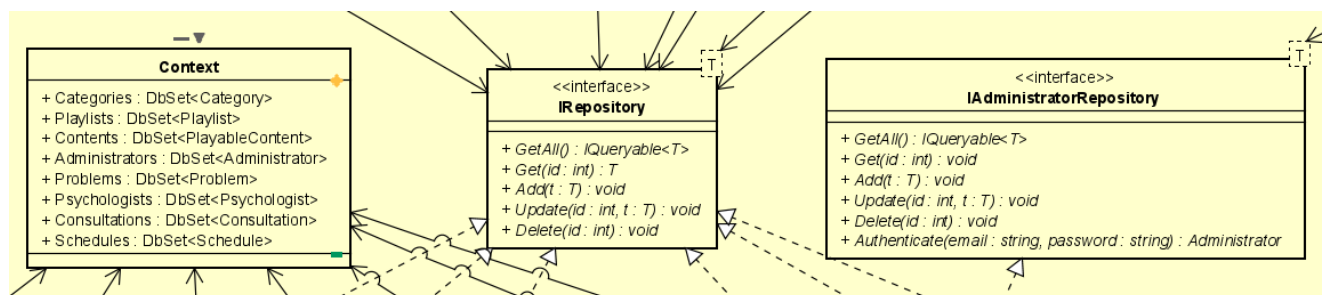 Context
+ Categories : DbSet<Category>
+ Playlists : DbSet<Playlist>
+ Contents : DbSet<PlayableContent>
+ Administrators : DbSet<Administrator>
+ Problems : DbSet<Problem>
+ Psychologists : DbSet<Psychologist>
+ Consultations : DbSet<Consultation>
+ Schedules : DbSet<Schedule>
T
<<interface>>
IRepository
+ GetAll() : IQueryable<T>
+ Get(id : int) : T
+ Add(t : T) : void
+ Update(id : int, t : T) : void
+ Delete(id : int) : void
T
<<interface>>
IAdministratorRepository
+ GetAll() : IQueryable<T>
+ Get(id : int) : void
+ Add(t : T) : void
+ Update(id : int, t : T) : void
+ Delete(id : int) : void
+ Authenticate(email : string, password : string) : Administrator